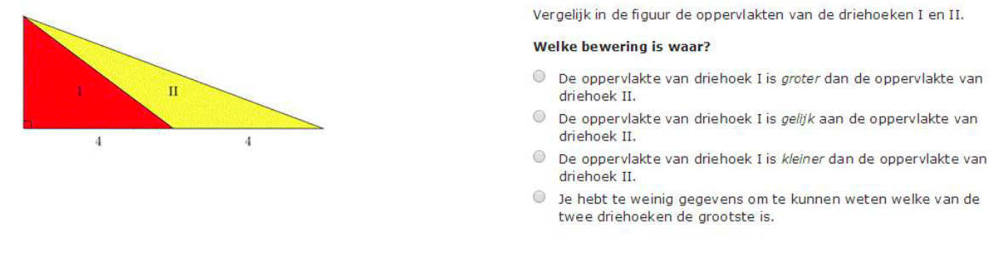 I
II
4
4
Vergelijk in de figuur de oppervlakten van de driehoeken I en II.
Welke bewering is waar?
De oppervlakte van driehoek I is groter dan de oppervlakte van
driehoek II.
De oppervlakte van driehoek I is gelijk aan de oppervlakte van
driehoek II.
De oppervlakte van driehoek I is kleiner dan de oppervlakte van
driehoek II.
Je hebt te weinig gegevens om te kunnen weten welke van de
twee driehoeken de grootste is.